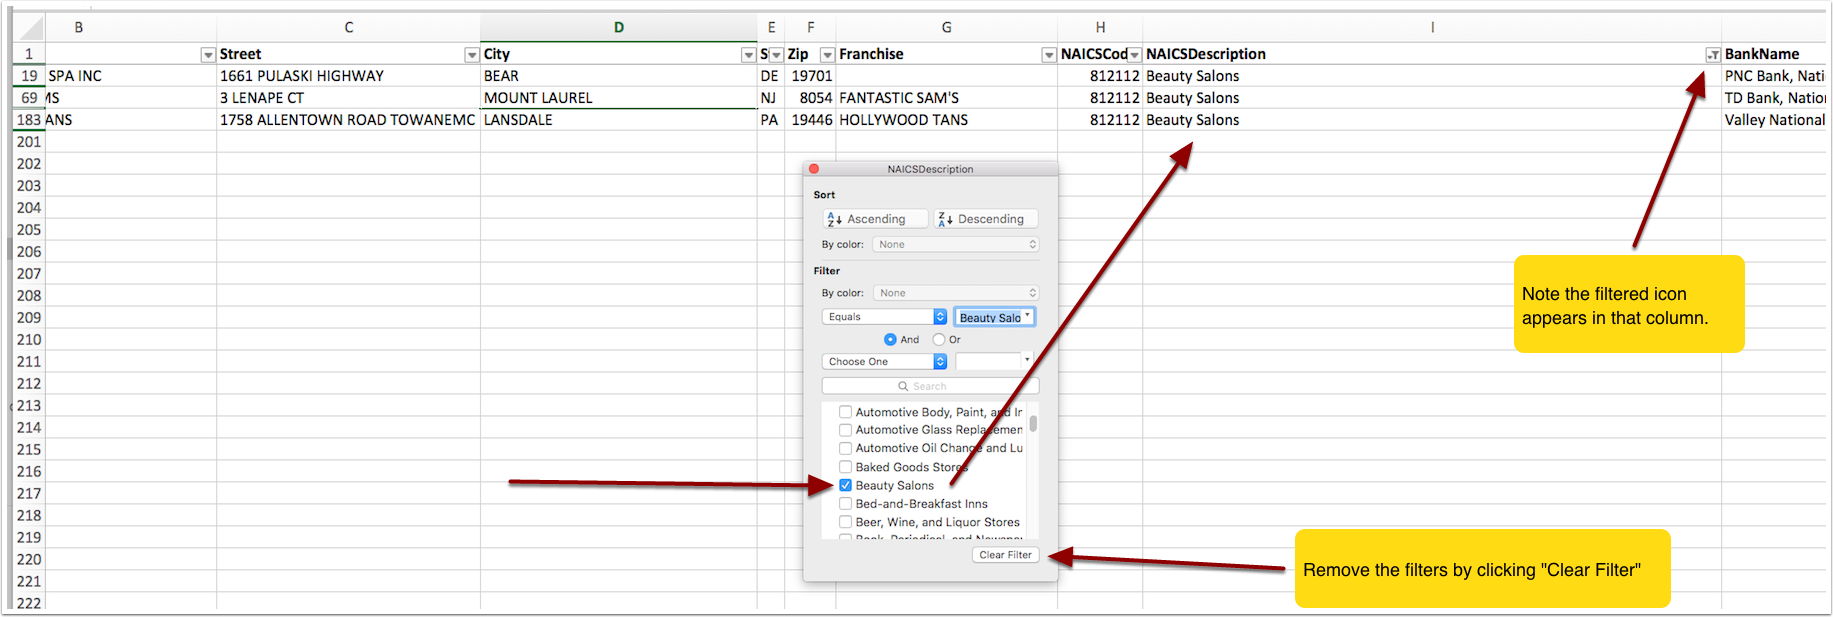 B C D E F G H I
1 Street City S Zip Franchise NAICSCod NAICSDescription BankName
19 SPA INC 1661 PULASKI HIGHWAY BEAR DE 19701 812112 Beauty Salons PNC Bank, Nati
69 MS 3 LENAPE CT MOUNT LAUREL NJ 8054 FANTASTIC SAM'S 812112 Beauty Salons TD Bank, Natio
183 ANS 1758 ALLENTOWN ROAD TOWANEMC LANSDALE PA 19446 HOLLYWOOD TANS 812112 Beauty Salons Valley National
201
202
203
204
205
206
207
208
209
210
211
212
213
214
215
216
217
218
219
220
221
222
NAICSDescription
Sort
A Z Ascending Z A Descending
By color: None
Filter
By color: None
Equals Beauty Salo
And Or
Choose One
Search
Automotive Body, Paint, and Ir
Automotive Glass Replacemen
Automotive Oil Change and Lu
Baked Goods Stores
Beauty Salons
Bed-and-Breakfast Inns
Beer, Wine, and Liquor Stores
Clear Filter
Note the filtered icon
appears in that column.
Remove the filters by clicking "Clear Filter"